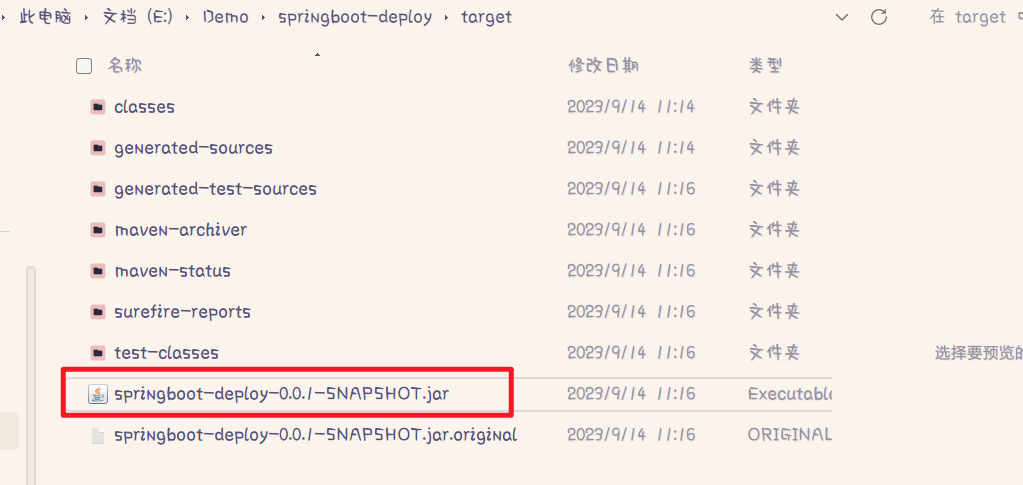 此电脑 › 文档 (E:) › Demo › springboot-deploy › target 在 target
名称 修改日期 类型
classes 2023/9/14 11:14 文件夹
generated-sources 2023/9/14 11:14 文件夹
generated-test-sources 2023/9/14 11:16 文件夹
maven-archiver 2023/9/14 11:16 文件夹
maven-status 2023/9/14 11:16 文件夹
surefire-reports 2023/9/14 11:16 文件夹
test-classes 2023/9/14 11:16 文件夹 选择要预览的
springboot-deploy-0.0.1-SNAPSHOT.jar 2023/9/14 11:16 Executable
springboot-deploy-0.0.1-SNAPSHOT.jar.original 2023/9/14 11:16 ORIGINAL